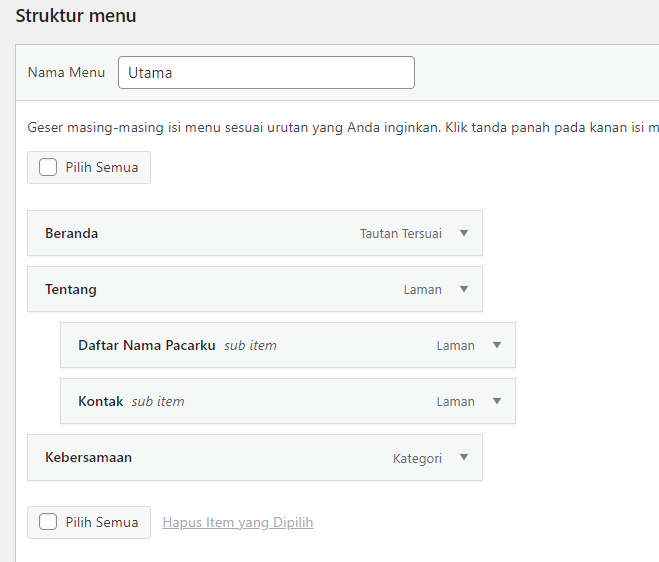 Struktur menu
Nama Menu Utama
Geser masing-masing isi menu sesuai urutan yang Anda inginkan. Klik tanda panah pada kanan isi
Pilih Semua
Beranda Tautan Tersuai
Tentang Laman
Daftar Nama Pacarku sub item Laman
Kontak sub item Laman
Kebersamaan Kategori
Pilih Semua Hapus Item yang Dipilih